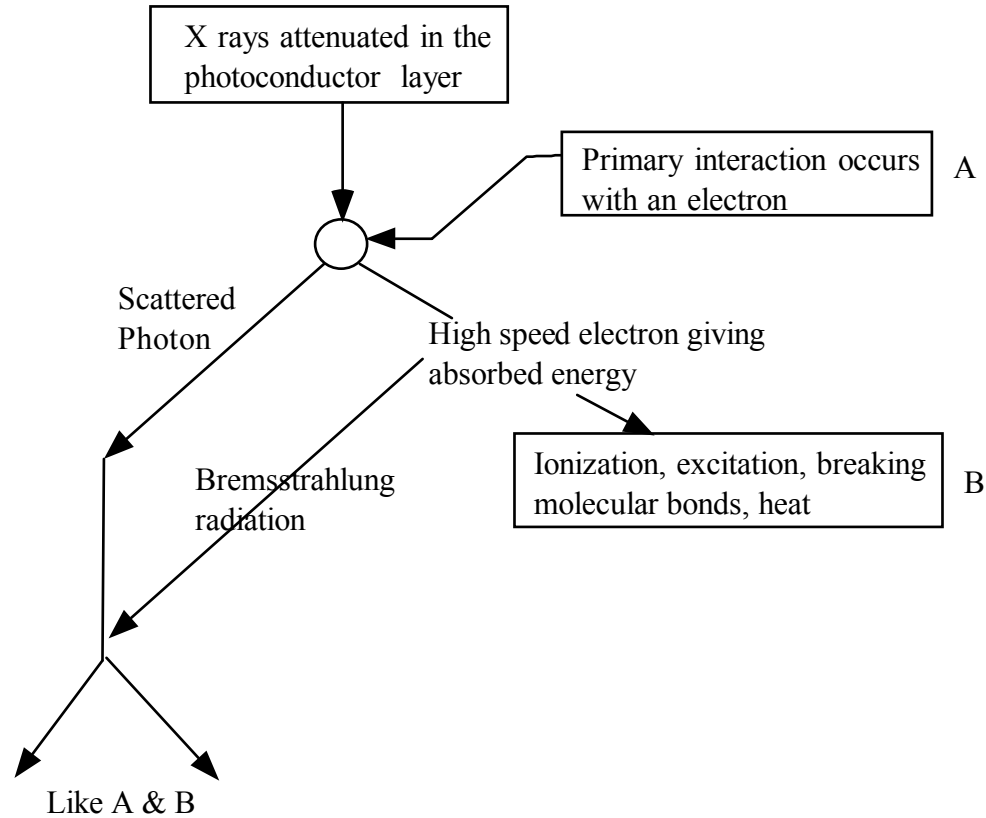 X rays attenuated in the
photoconductor layer
Primary interaction occurs
with an electron
A
Scattered
Photon
High speed electron giving
absorbed energy
Bremsstrahlung
radiation
Ionization, excitation, breaking
molecular bonds, heat
B
Like A & B